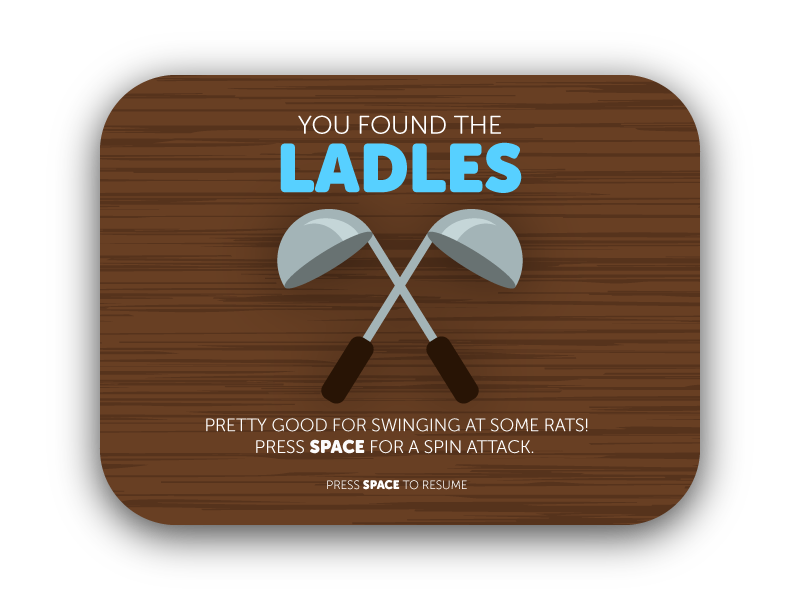 YOU FOUND THE
LADLES
PRETTY GOOD FOR SWINGING AT SOME RATS!
PRESS SPACE FOR A SPIN ATTACK.
PRESS SPACE TO RESUME